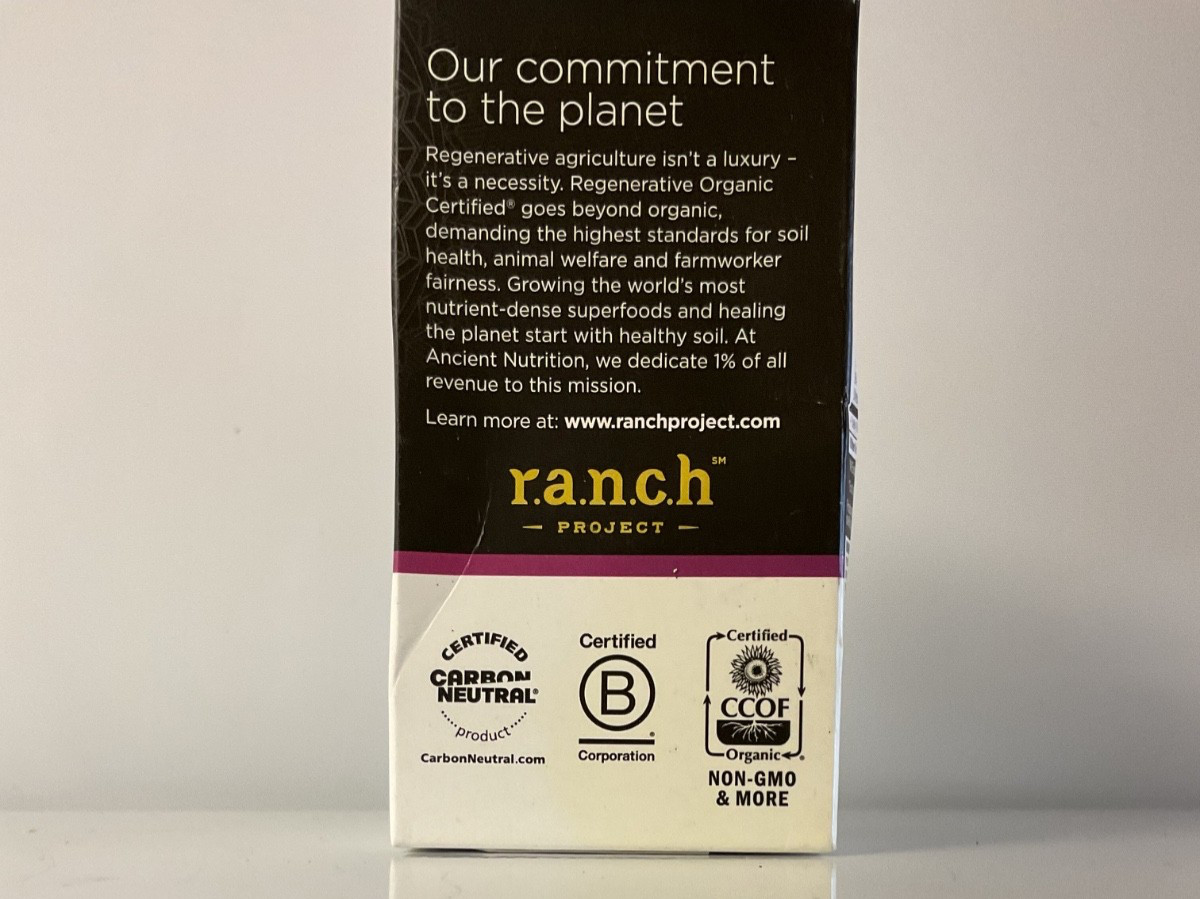 Our commitment
to the planet
Regenerative agriculture isn't a luxury –
it's a necessity. Regenerative Organic
Certified® goes beyond organic,
demanding the highest standards for soil
health, animal welfare and farmworker
fairness. Growing the world's most
nutrient-dense superfoods and healing
the planet start with healthy soil. At
Ancient Nutrition, we dedicate 1% of all
revenue to this mission.
Learn more at: www.ranchproject.com
r.a.n.c.h℠
PROJECT
CERTIFIED
CARBON
NEUTRAL®
product
CarbonNeutral.com
Certified
B
®
Corporation
Certified
CCOF
Organic®
NON-GMO
& MORE